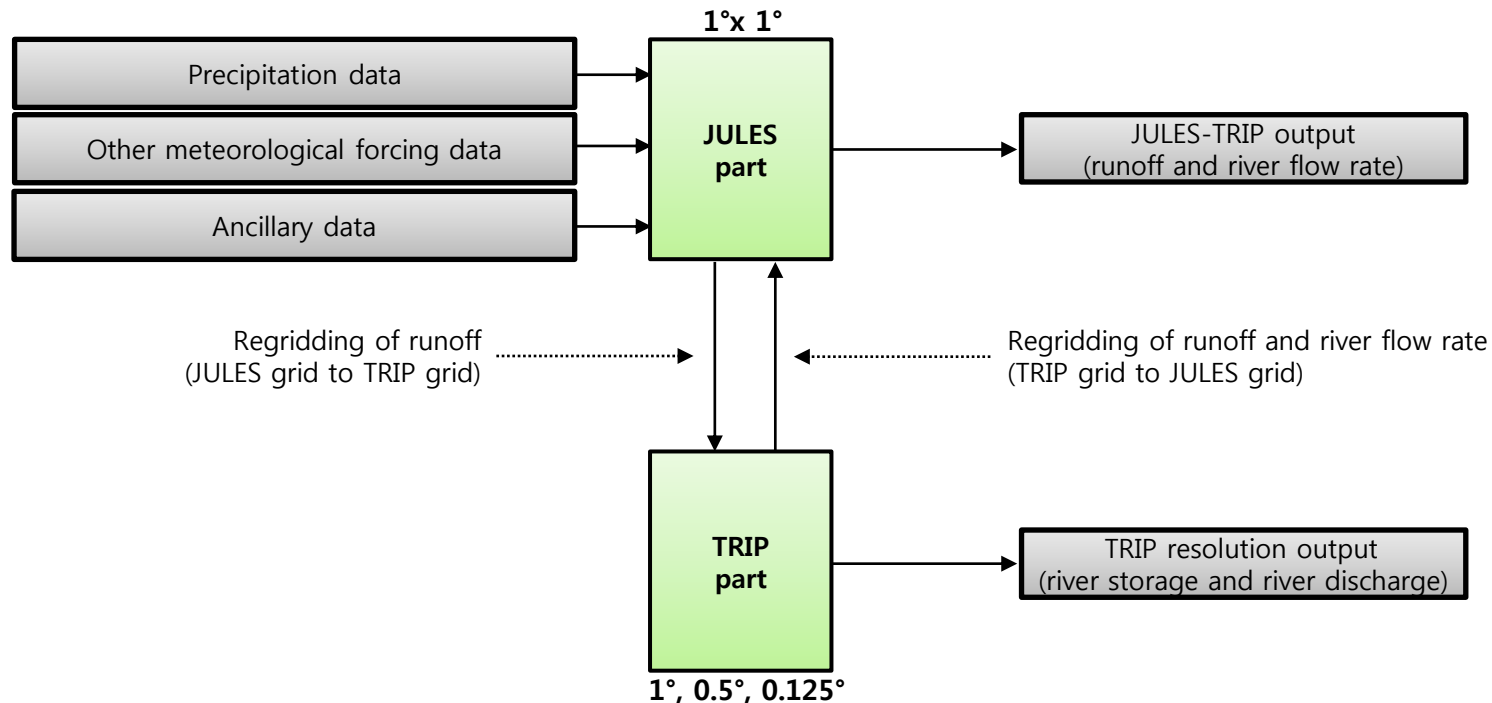 1°x 1°
Precipitation data
Other meteorological forcing data
Ancillary data
JULES
part
JULES-TRIP output
(runoff and river flow rate)
Regridding of runoff
(JULES grid to TRIP grid)
Regridding of runoff and river flow rate
(TRIP grid to JULES grid)
TRIP
part
TRIP resolution output
(river storage and river discharge)
1°, 0.5°, 0.125°